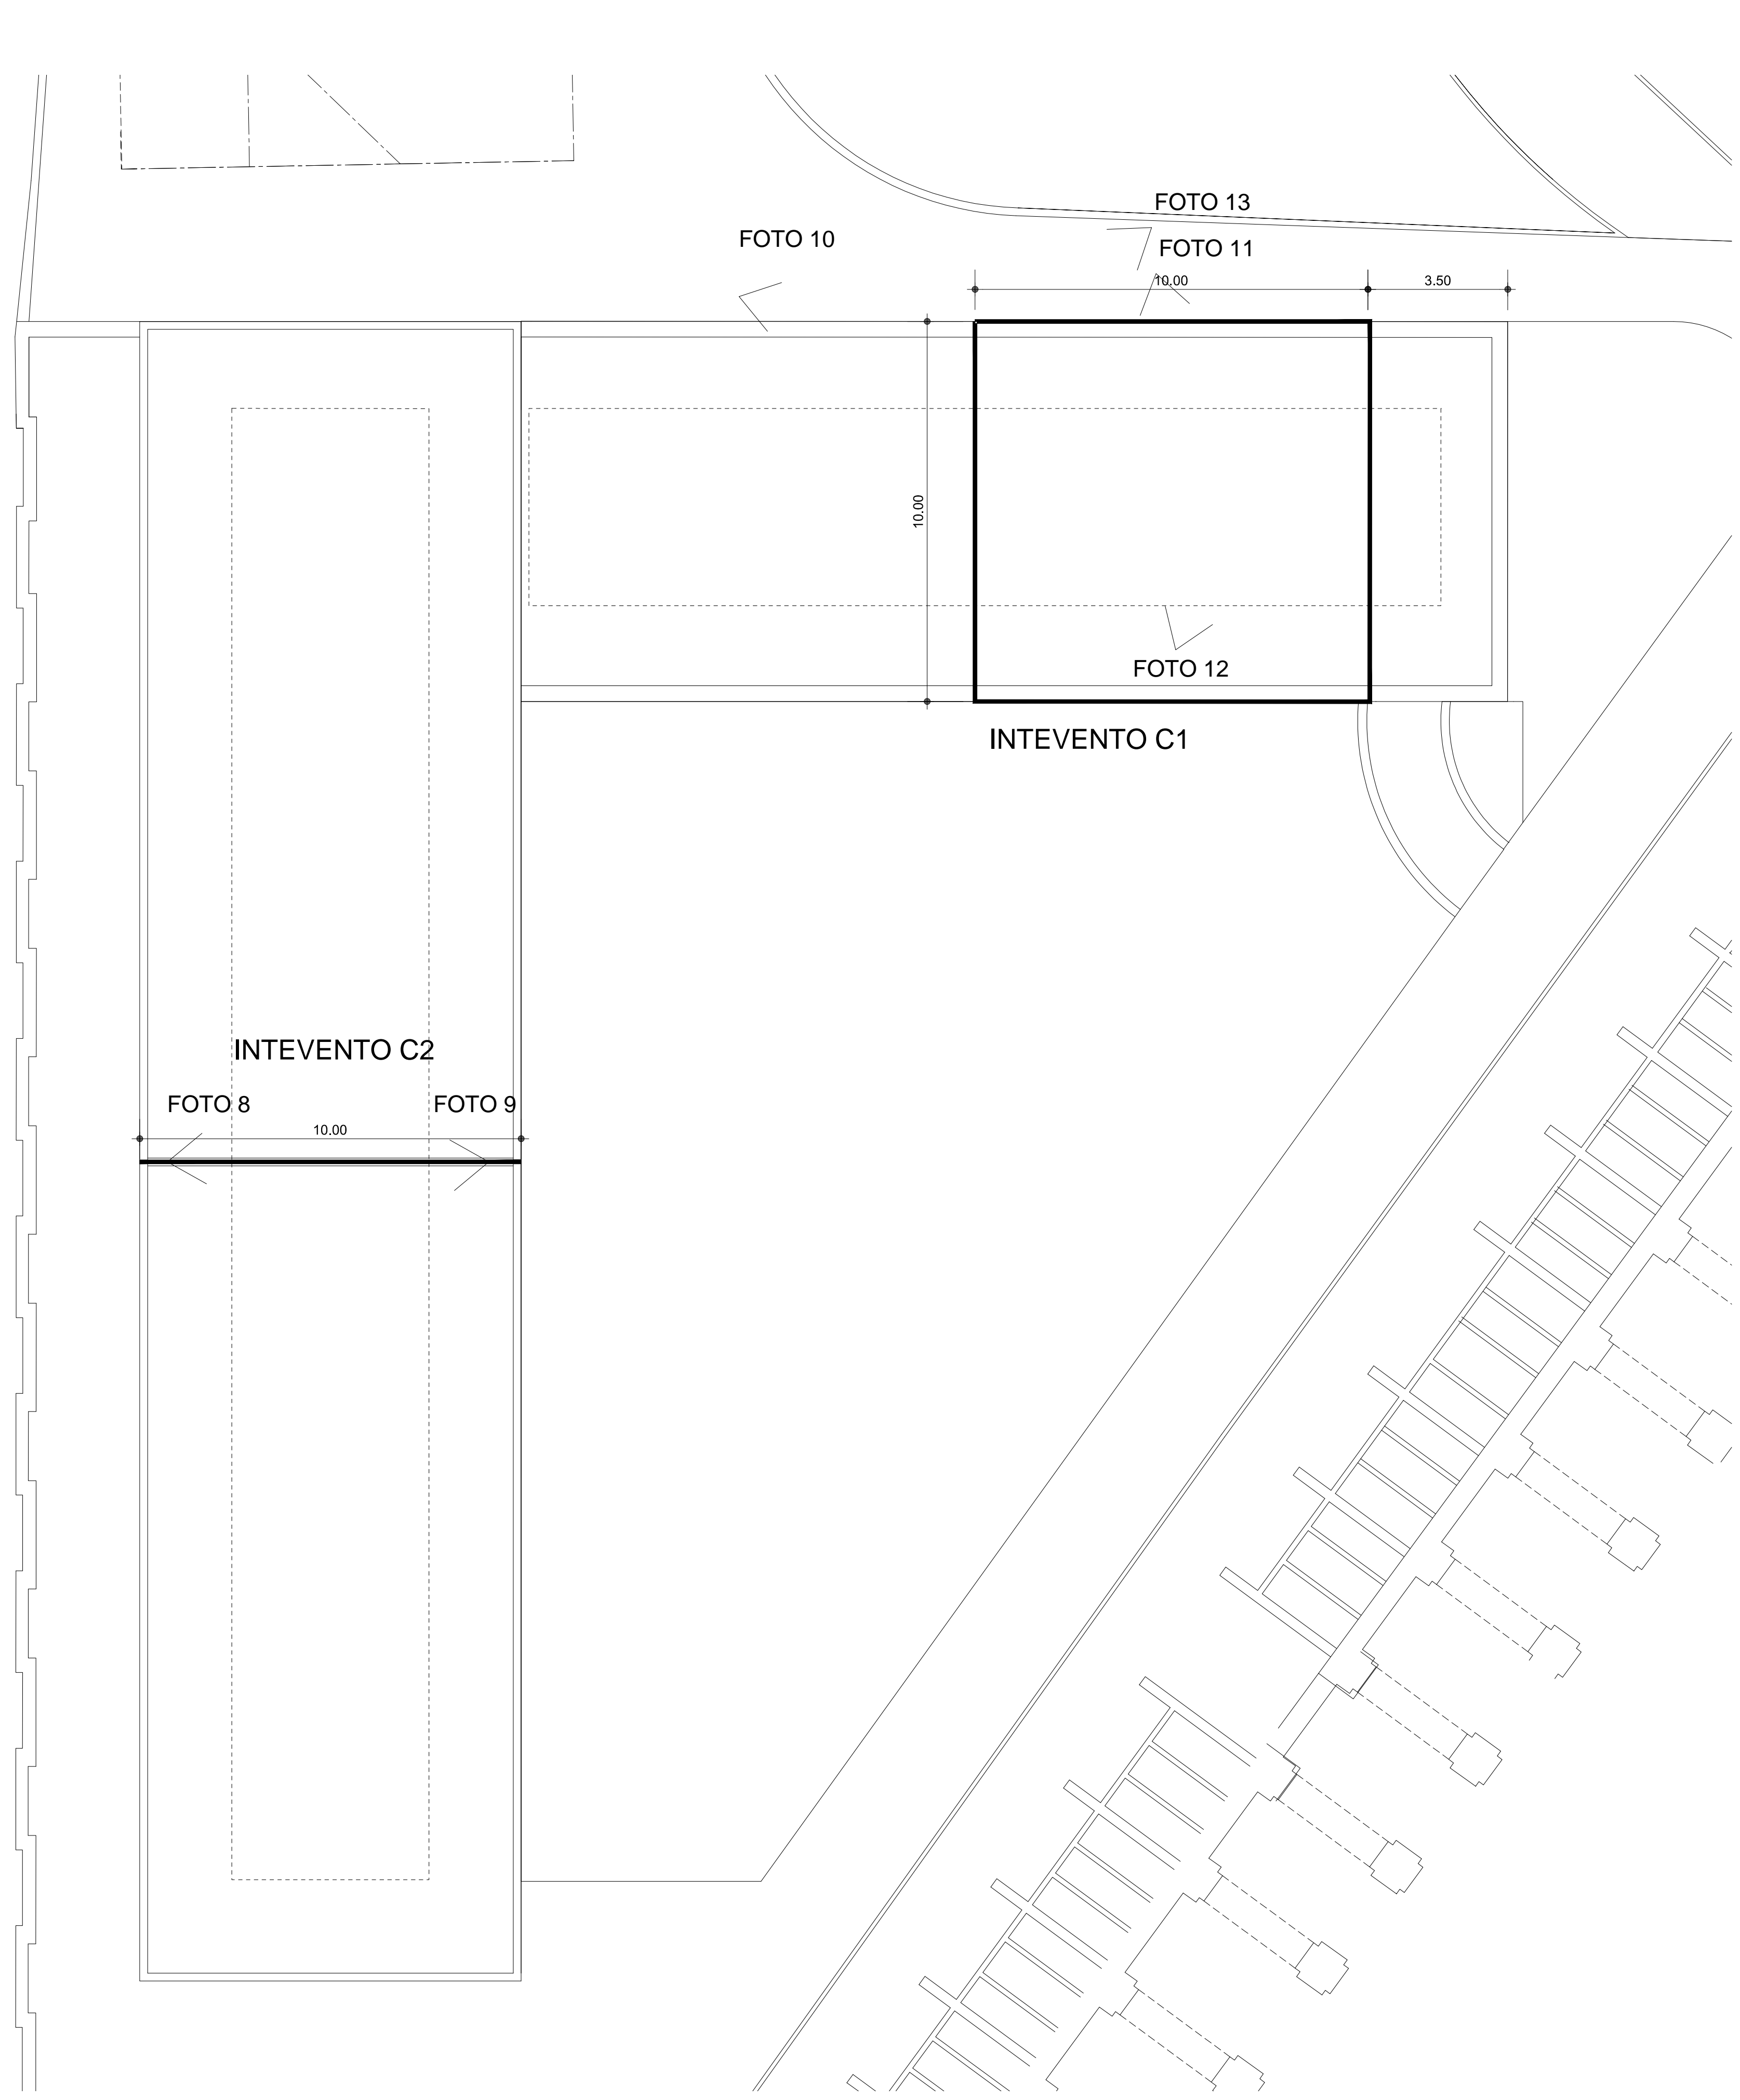 FOTO 13
FOTO 10
FOTO 11
10.00
3.50
10.00
FOTO 12
INTEVENTO C1
INTEVENTO C2
FOTO 8
FOTO 9
10.00